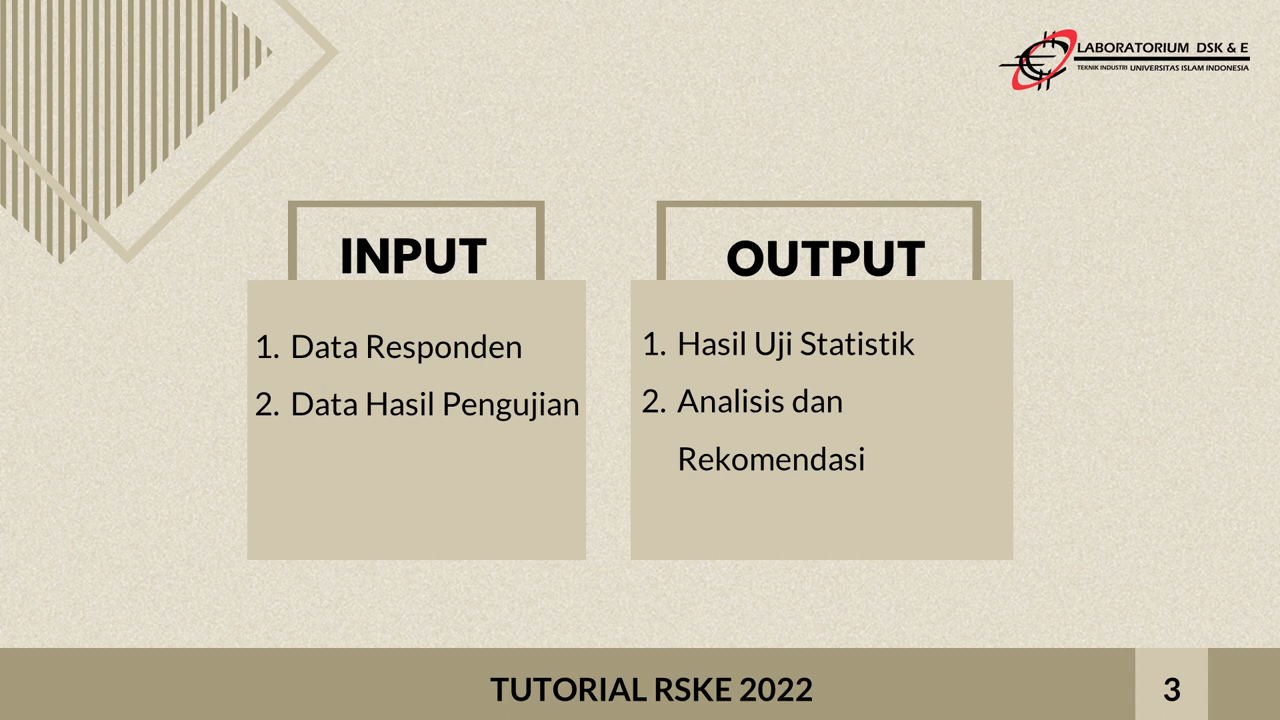 LABORATORIUM DSK & E
TEKNIK INDUSTRI UNIVERSITAS ISLAM INDONESIA
INPUT
1. Data Responden
2. Data Hasil Pengujian
OUTPUT
1. Hasil Uji Statistik
2. Analisis dan
Rekomendasi
TUTORIAL RSKE 2022
3